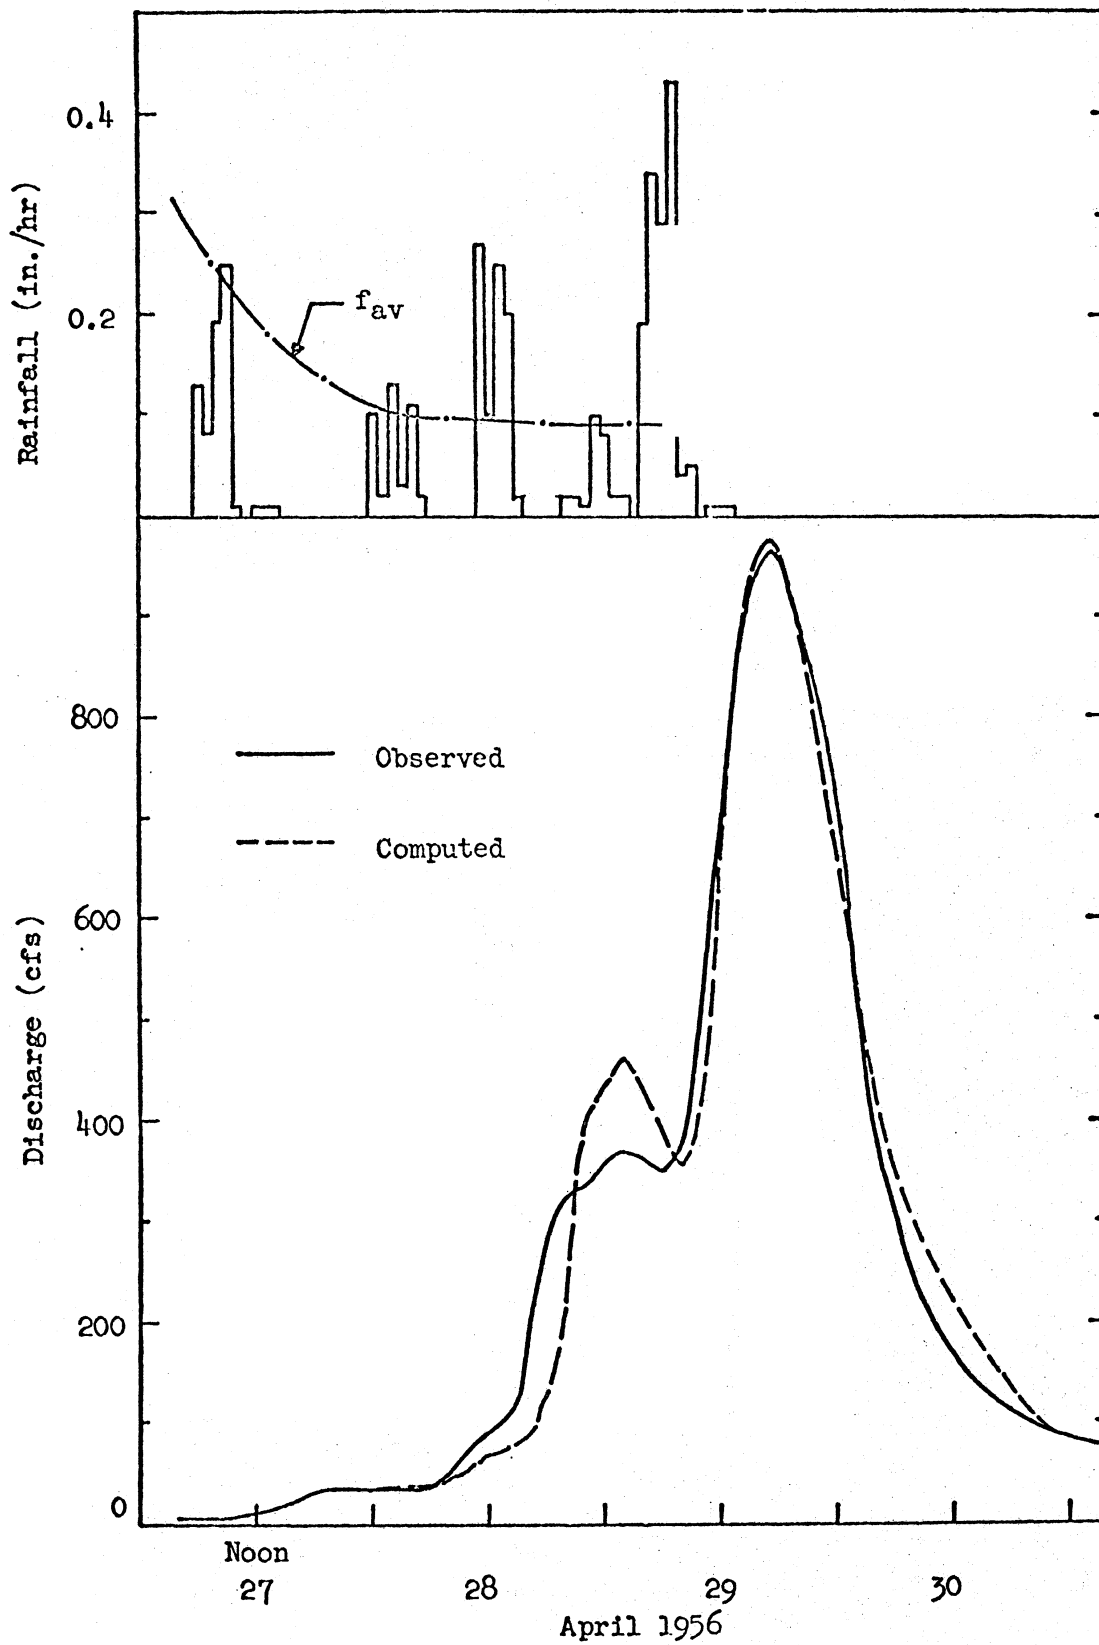 0.4
0.2
Rainfall (in./hr)
fav
800
600
400
200
0
Discharge (cfs)
Observed
Computed
Noon
27 28 29 30
April 1956